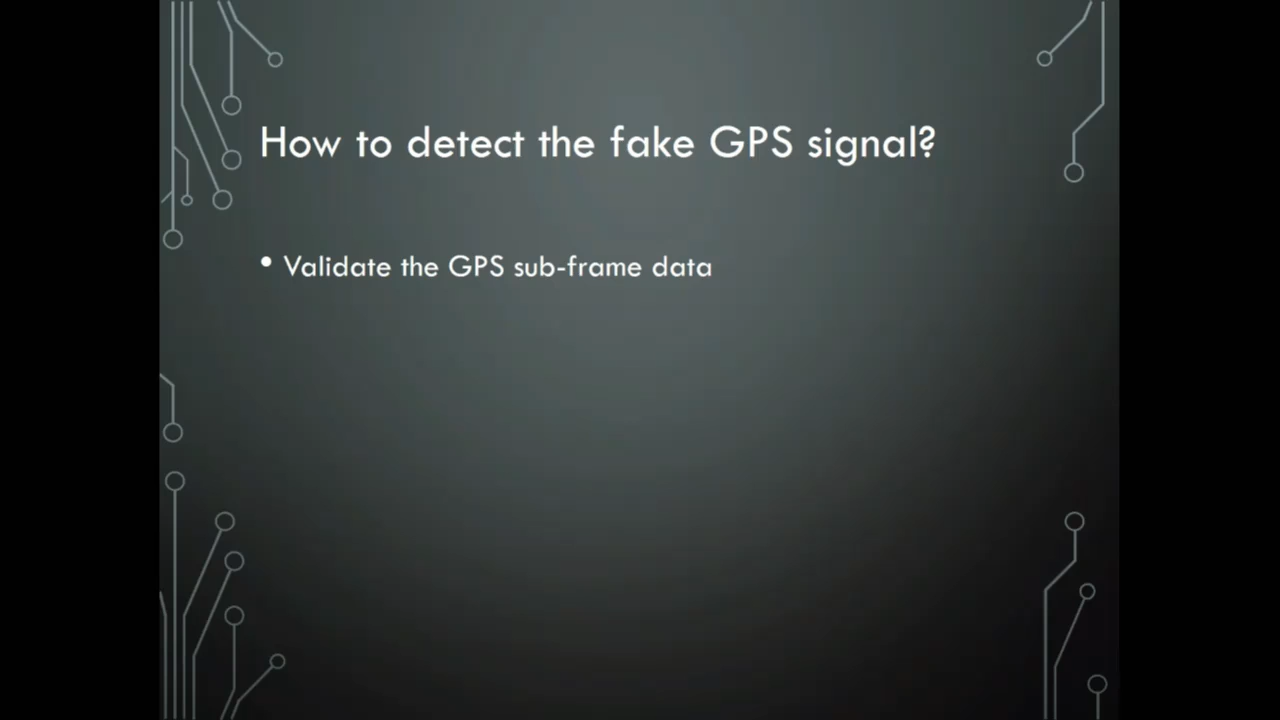 How to detect the fake GPS signal?
• Validate the GPS sub-frame data